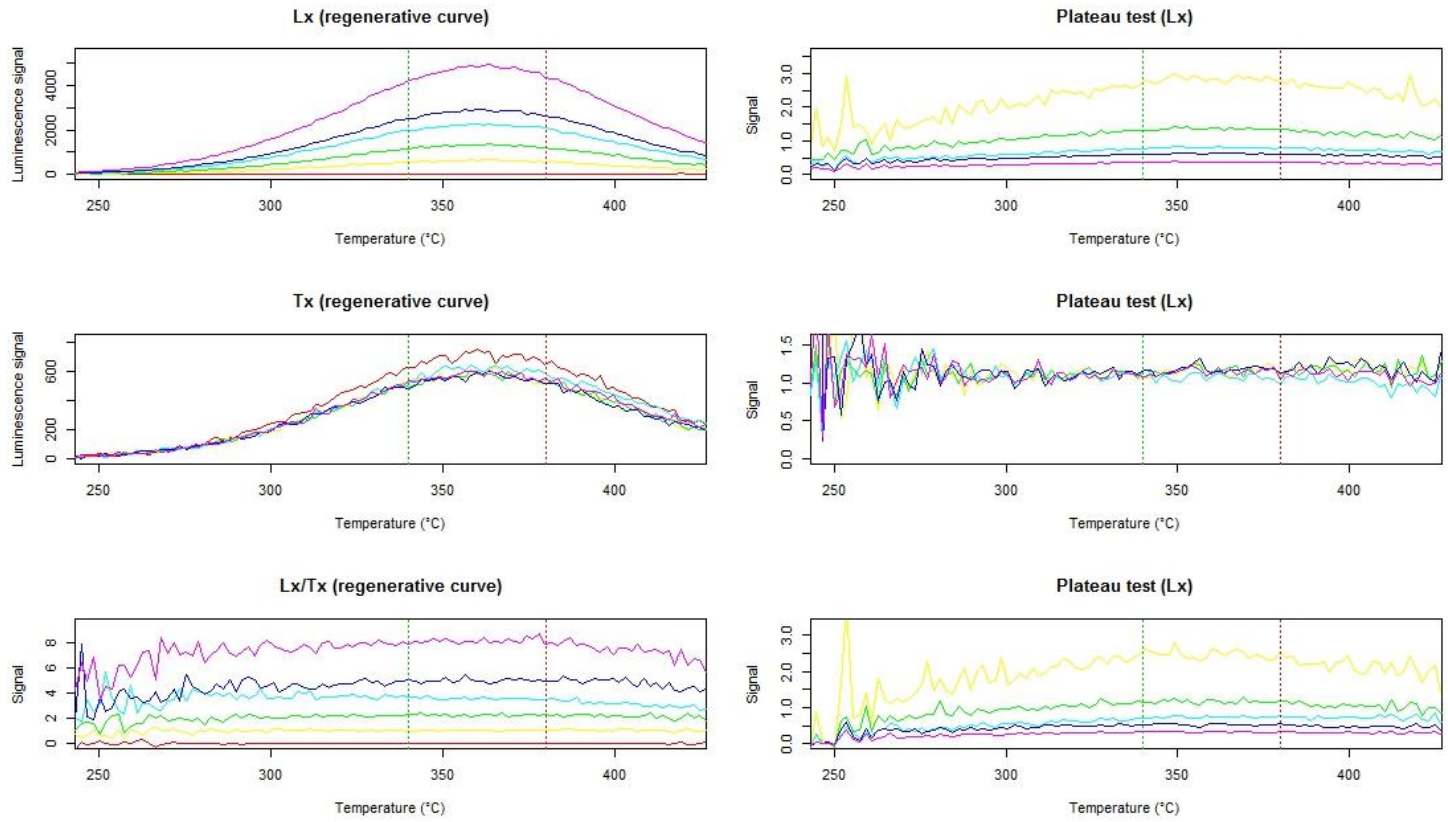 Lx (regenerative curve)
Luminescence signal
0 2000 4000
250 300 350 400
Temperature (°C)
Plateau test (Lx)
Signal
0.0 1.0 2.0 3.0
250 300 350 400
Temperature (°C)
Tx (regenerative curve)
Luminescence signal
0 200 600
250 300 350 400
Temperature (°C)
Plateau test (Lx)
Signal
0.0 0.5 1.0 1.5
250 300 350 400
Temperature (°C)
Lx/Tx (regenerative curve)
Signal
0 2 4 6 8
250 300 350 400
Temperature (°C)
Plateau test (Lx)
Signal
0.0 1.0 2.0 3.0
250 300 350 400
Temperature (°C)